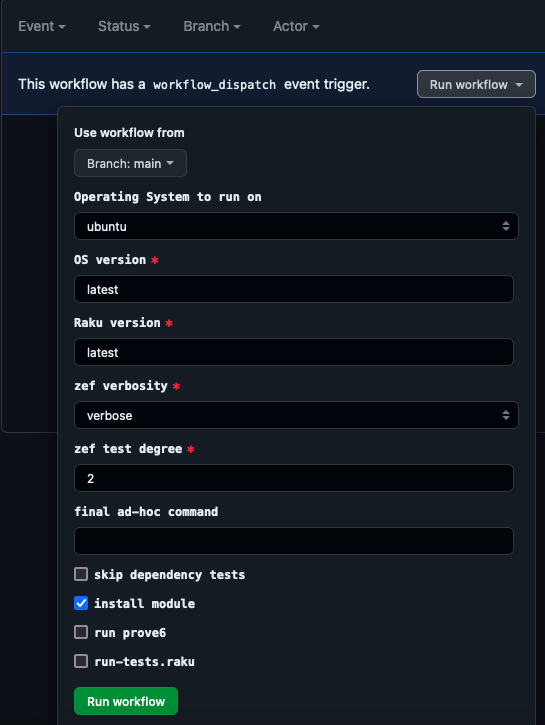 Event Status Branch Actor
This workflow has a workflow_dispatch event trigger. Run workflow
Use workflow from
Branch: main
Operating System to run on
ubuntu
OS version *
latest
Raku version *
latest
zef verbosity *
verbose
zef test degree *
2
final ad-hoc command
skip dependency tests
install module
run prove6
run-tests.raku
Run workflow